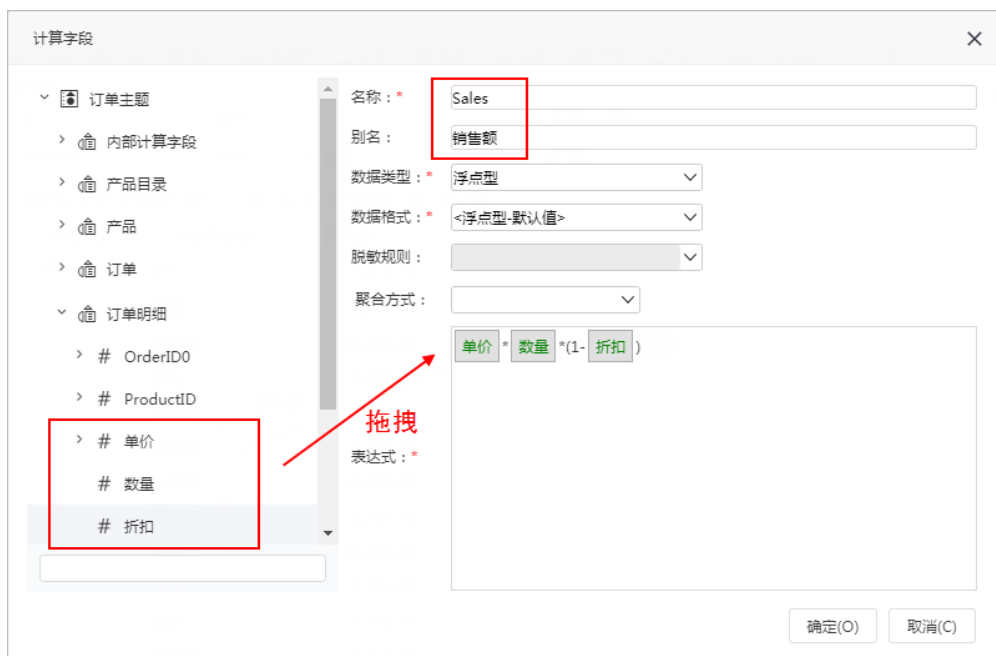 计算字段
订单主题
内部计算字段
产品目录
产品
订单
订单明细
# OrderID0
# ProductID
# 单价
# 数量
# 折扣
名称：* Sales
别名： 销售额
数据类型：* 浮点型
数据格式：* <浮点型-默认值>
脱敏规则：
聚合方式：
单价 * 数量 *(1- 折扣 )
拖拽
表达式：*
确定(O) 取消(C)